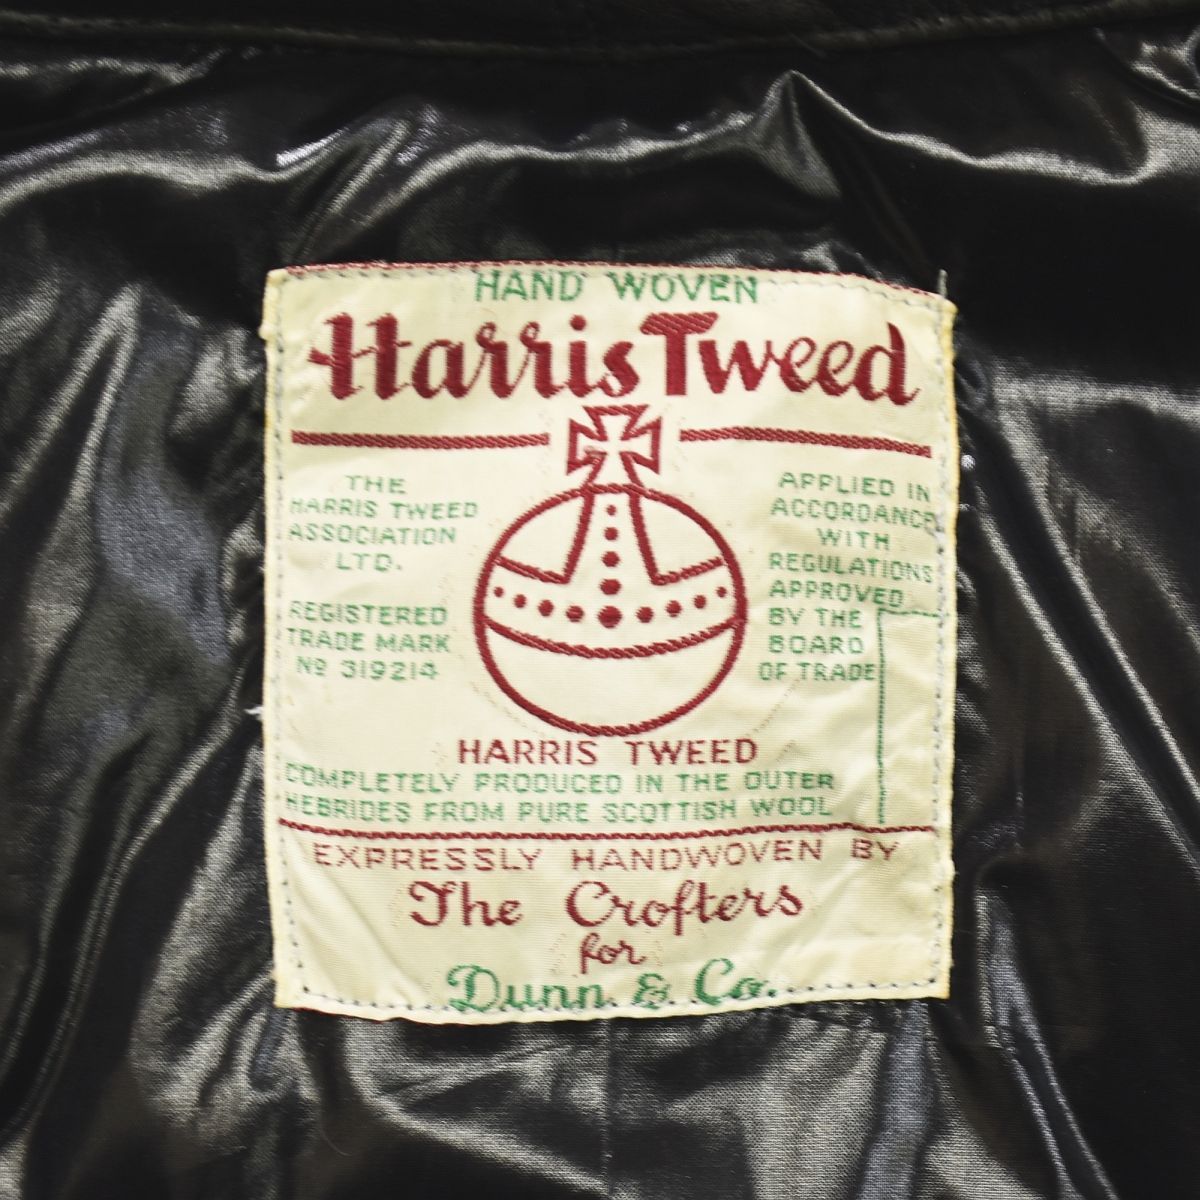 HAND WOVEN
Harris Tweed
THE
HARRIS TWEED
ASSOCIATION
LTD.
REGISTERED
TRADE MARK
No 319214
APPLIED IN
ACCORDANCE
WITH
REGULATIONS
APPROVED
BY THE
BOARD
OF TRADE
HARRIS TWEED
COMPLETELY PRODUCED IN THE OUTER
HEBRIDES FROM PURE SCOTTISH WOOL
EXPRESSLY HANDWOVEN BY
The Crofters
for
Dunn & Co.